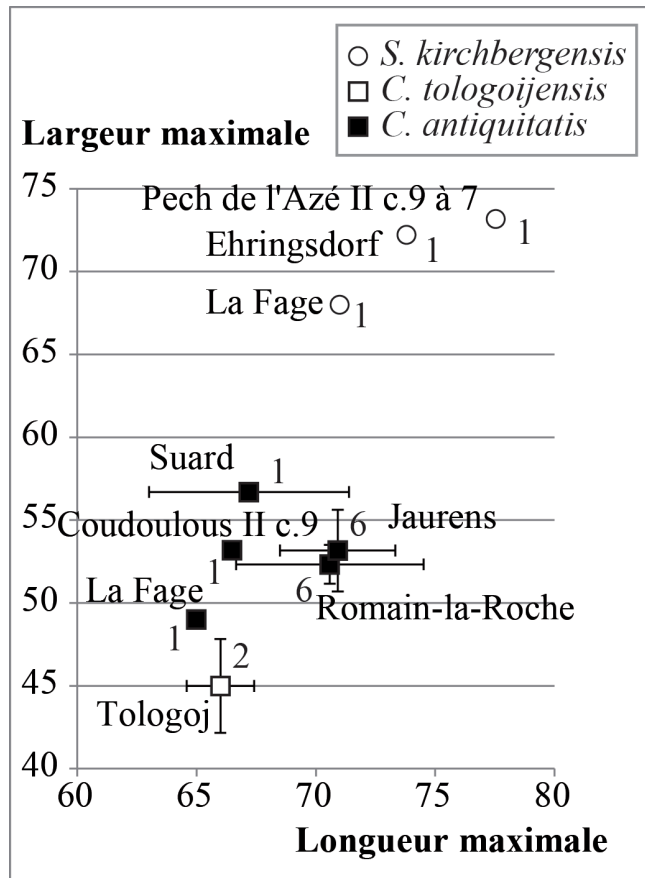 S. kirchbergensis
C. tologoijensis
C. antiquitatis
Largeur maximale
75
Pech de l'Azé II c.9 à 7
1
Ehringsdorf
1
70
La Fage
1
65
60
Suard
1
55
Coudoulous II c.9
6
Jaurens
1
La Fage
6
Romain-la-Roche
50
1
2
45
Tologoj
40
60
65
70
75
80
Longueur maximale